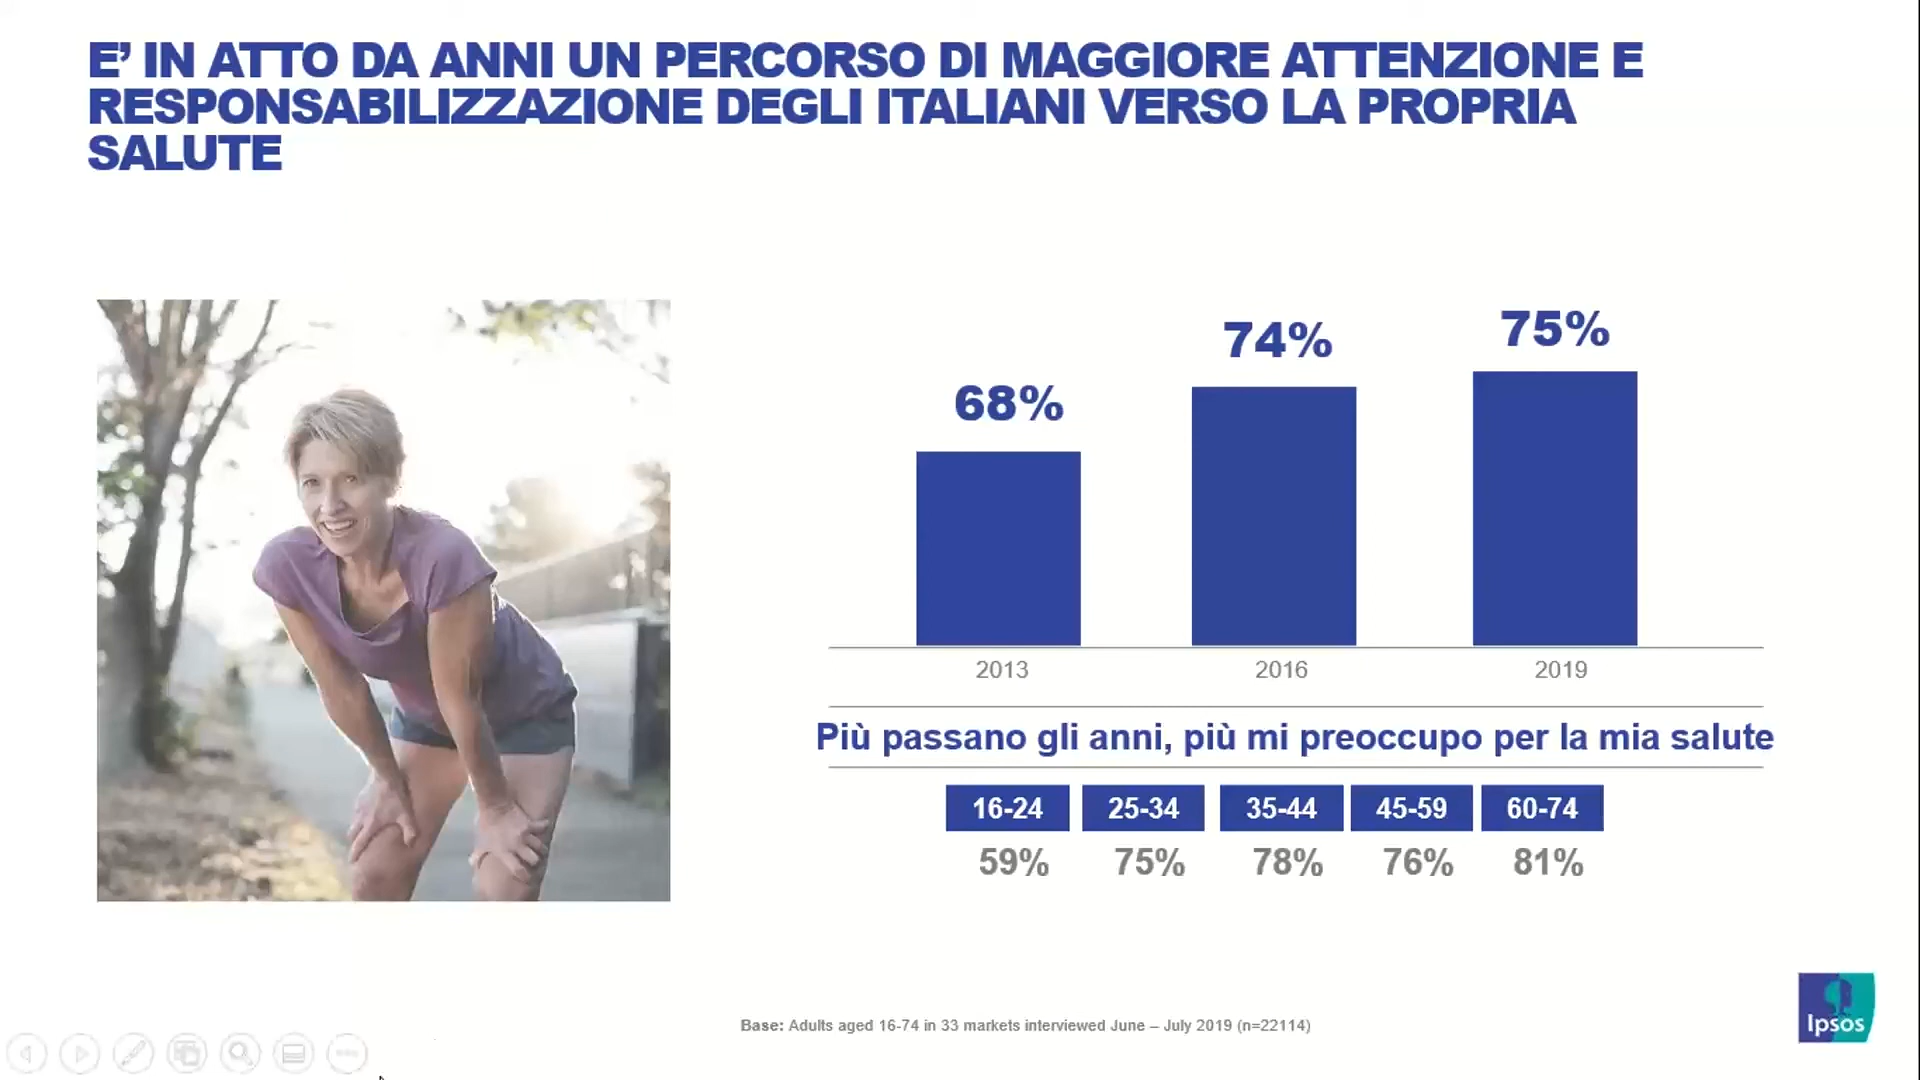 E’ IN ATTO DA ANNI UN PERCORSO DI MAGGIORE ATTENZIONE E
RESPONSABILIZZAZIONE DEGLI ITALIANI VERSO LA PROPRIA
SALUTE
68%
74%
75%
2013
2016
2019
Più passano gli anni, più mi preoccupo per la mia salute
16-24
25-34
35-44
45-59
60-74
59%
75%
78%
76%
81%
Base: Adults aged 16-74 in 33 markets interviewed June – July 2019 (n=22114)
Ipsos